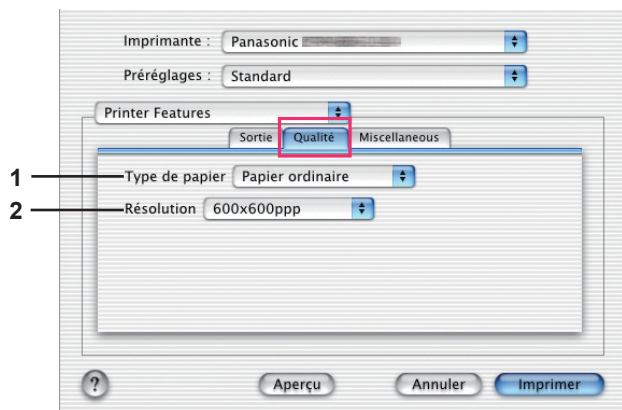 Imprimante : Panasonic
Préréglages : Standard
Printer Features
Sortie Qualité Miscellaneous
1 Type de papier Papier ordinaire
2 Résolution 600x600ppp
? Aperçu Annuler Imprimer